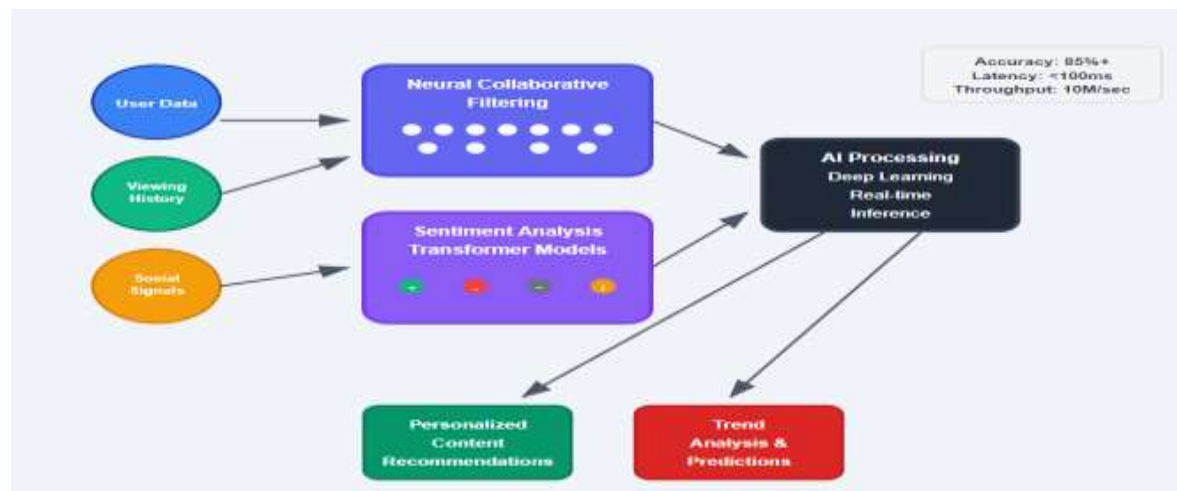 User Data
Viewing
History
Social
Signals
Neural Collaborative
Filtering
Sentiment Analysis
Transformer Models
Accuracy: 85%+
Latency: <100ms
Throughput: 10M/sec
AI Processing
Deep Learning
Real-time
Inference
Personalized
Content
Recommendations
Trend
Analysis &
Predictions